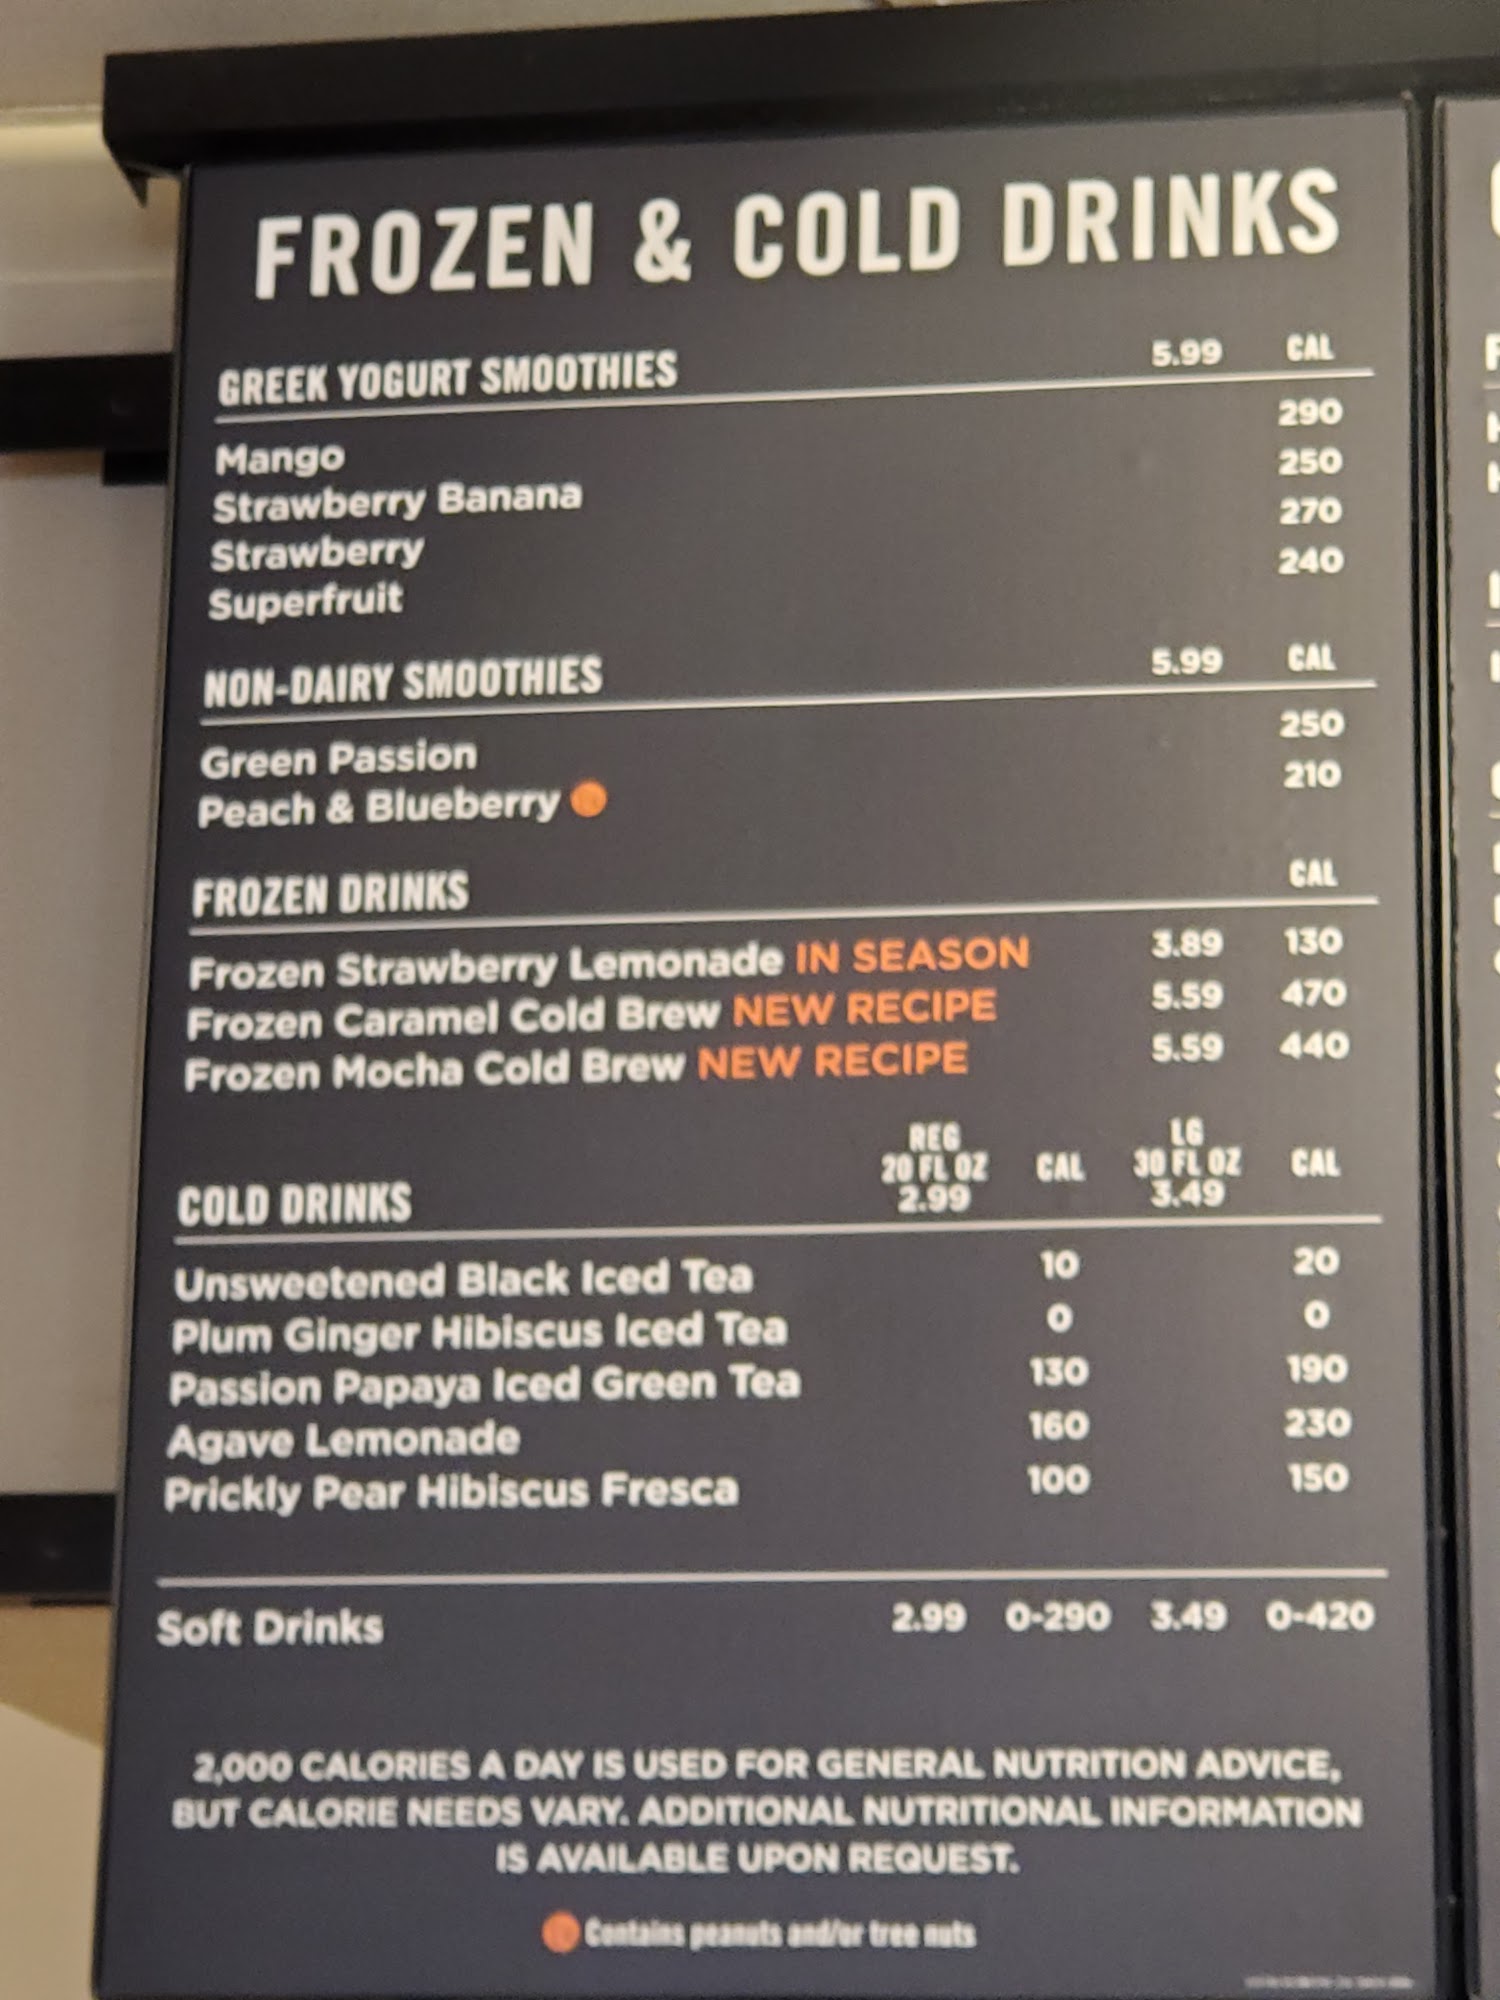 FROZEN & COLD DRINKS
GREEK YOGURT SMOOTHIES 5.99 CAL
Mango 290
Strawberry Banana 250
Strawberry 270
Superfruit 240
NON-DAIRY SMOOTHIES 5.99 CAL
Green Passion 250
Peach & Blueberry 210
FROZEN DRINKS CAL
Frozen Strawberry Lemonade IN SEASON 3.89 130
Frozen Caramel Cold Brew NEW RECIPE 5.59 470
Frozen Mocha Cold Brew NEW RECIPE 5.59 440
REG LG
20 FL OZ CAL 30 FL OZ CAL
COLD DRINKS 2.99 3.49
Unsweetened Black Iced Tea 10 20
Plum Ginger Hibiscus Iced Tea 0 0
Passion Papaya Iced Green Tea 130 190
Agave Lemonade 160 230
Prickly Pear Hibiscus Fresca 100 150
Soft Drinks 2.99 0-290 3.49 0-420
2,000 CALORIES A DAY IS USED FOR GENERAL NUTRITION ADVICE,
BUT CALORIE NEEDS VARY. ADDITIONAL NUTRITIONAL INFORMATION
IS AVAILABLE UPON REQUEST.
Contains peanuts and/or tree nuts